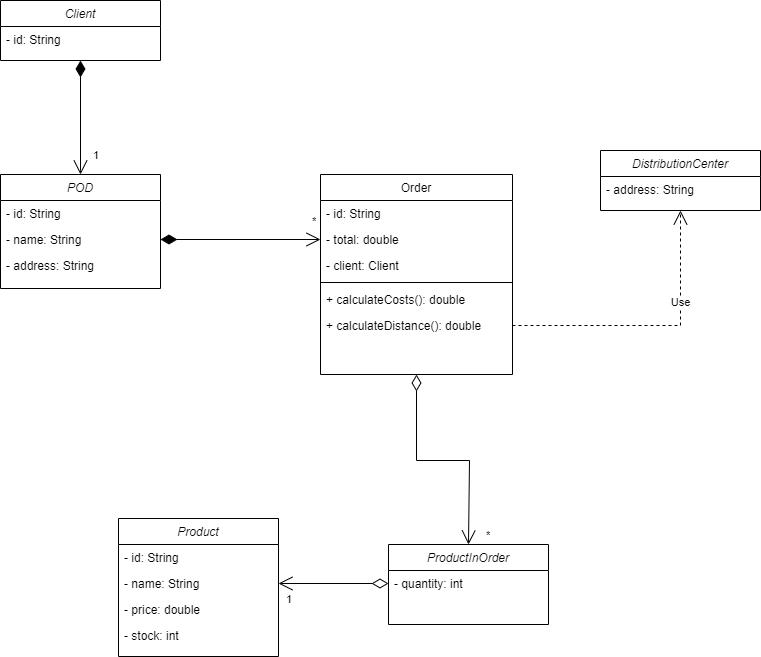 Client
- id: String
1
POD
- id: String
- name: String
- address: String
*
Order
- id: String
- total: double
- client: Client
+ calculateCosts(): double
+ calculateDistance(): double
DistributionCenter
- address: String
Use
*
Product
- id: String
- name: String
- price: double
- stock: int
1
ProductInOrder
- quantity: int